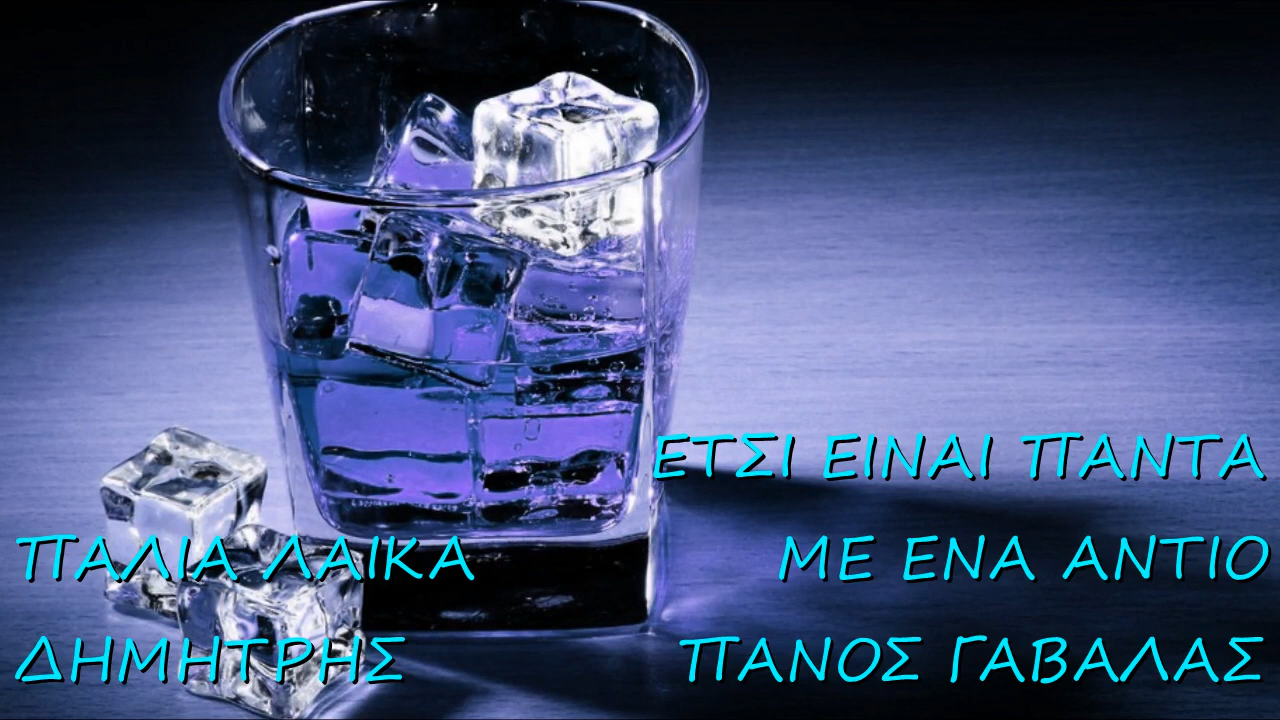 ΕΤΣΙ ΕΙΝΑΙ ΠΑΝΤΑ
ΜΕ ΕΝΑ ΑΝΤΙΟ
ΠΑΝΟΣ ΓΑΒΑΛΑΣ
ΠΑΛΙΑ ΛΑΙΚΑ
ΔΗΜΗΤΡΗΣ